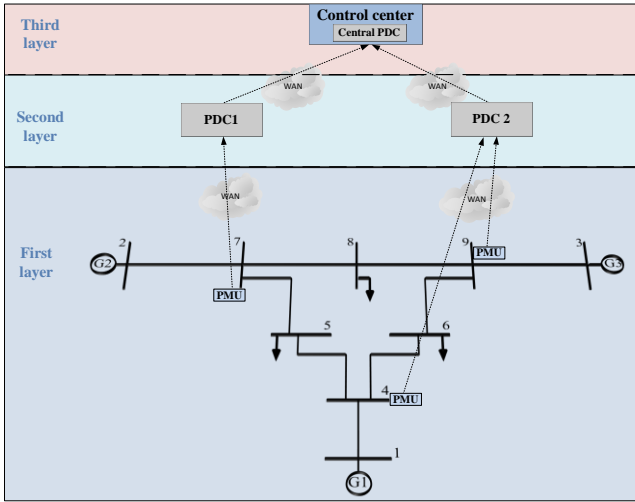 Third
layer
Control center
Central PDC
WAN
WAN
Second
layer
PDC1
PDC 2
WAN
WAN
First
layer
2
7
8
9
3
G2
PMU
G3
PMU
5
6
4
PMU
1
G1